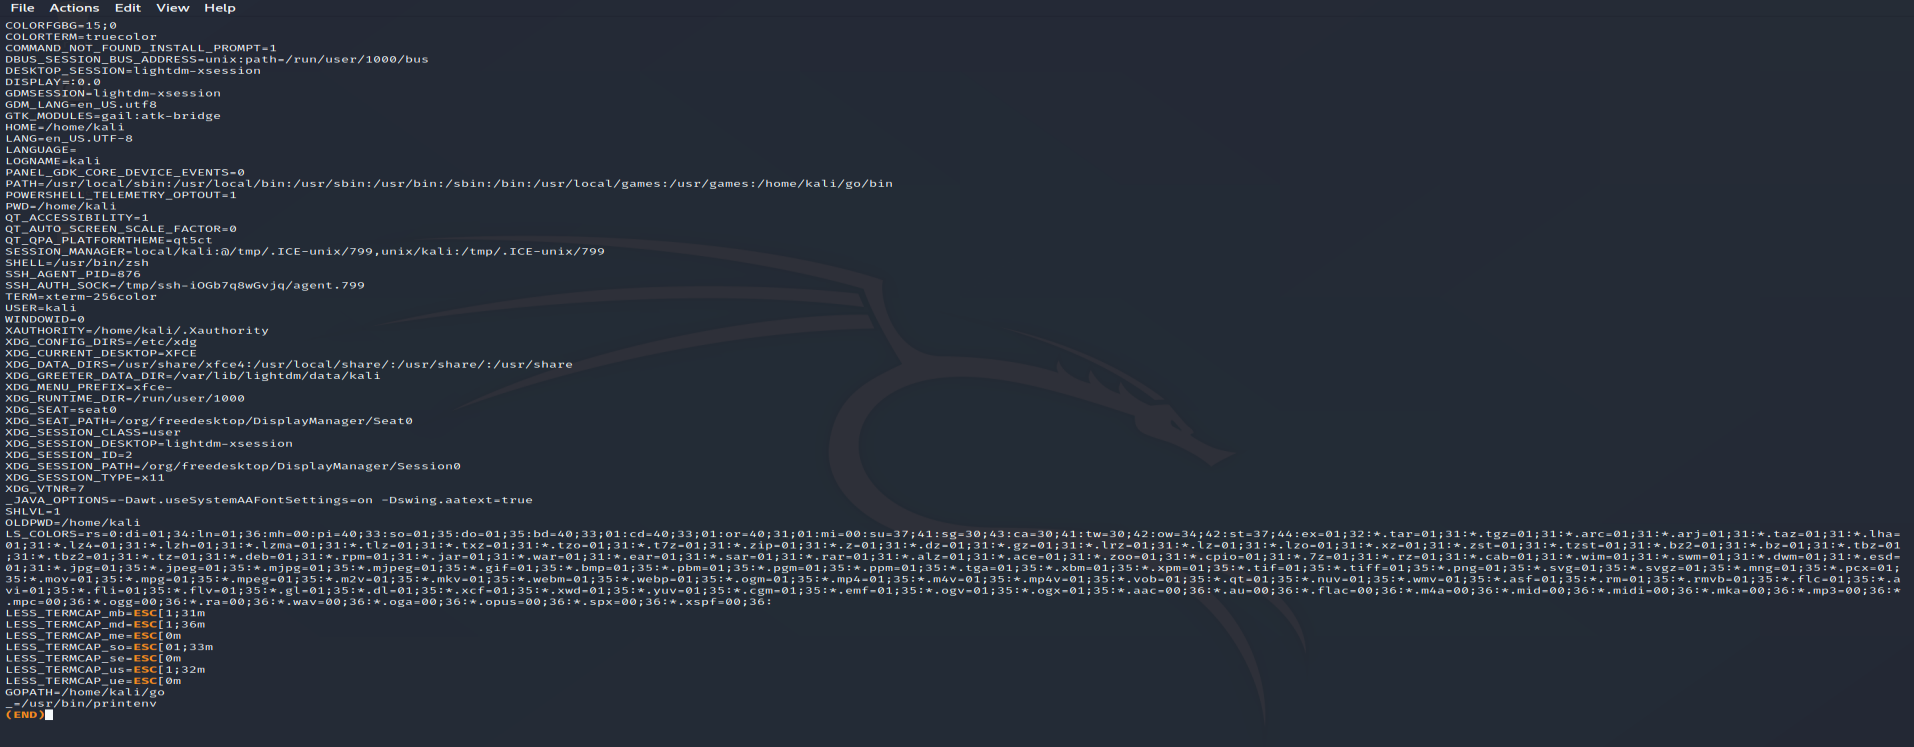 File Actions Edit View Help
COLORFGBG=15;0
COLORTERM=truecolor
COMMAND_NOT_FOUND_INSTALL_PROMPT=1
DBUS_SESSION_BUS_ADDRESS=unix:path=/run/user/1000/bus
DESKTOP_SESSION=lightdm-xsession
DISPLAY=:0.0
GDMSESSION=lightdm-xsession
GDM_LANG=en_US.utf8
GTK_MODULES=gail:atk-bridge
HOME=/home/kali
LANG=en_US.UTF-8
LANGUAGE=
LOGNAME=kali
PANEL_GDK_CORE_DEVICE_EVENTS=0
PATH=/usr/local/sbin:/usr/local/bin:/usr/sbin:/usr/bin:/sbin:/bin:/usr/local/games:/usr/games:/home/kali/go/bin
POWERSHELL_TELEMETRY_OPTOUT=1
PWD=/home/kali
QT_ACCESSIBILITY=1
QT_AUTO_SCREEN_SCALE_FACTOR=0
QT_QPA_PLATFORMTHEME=qt5ct
SESSION_MANAGER=local/kali:@/tmp/.ICE-unix/799,unix/kali:/tmp/.ICE-unix/799
SHELL=/usr/bin/zsh
SSH_AGENT_PID=876
SSH_AUTH_SOCK=/tmp/ssh-iOGb7q8wGvjq/agent.799
TERM=xterm-256color
USER=kali
WINDOWID=0
XAUTHORITY=/home/kali/.Xauthority
XDG_CONFIG_DIRS=/etc/xdg
XDG_CURRENT_DESKTOP=XFCE
XDG_DATA_DIRS=/usr/share/xfce4:/usr/local/share/:/usr/share/:/usr/share
XDG_GREETER_DATA_DIR=/var/lib/lightdm/data/kali
XDG_MENU_PREFIX=xfce-
XDG_RUNTIME_DIR=/run/user/1000
XDG_SEAT=seat0
XDG_SEAT_PATH=/org/freedesktop/DisplayManager/Seat0
XDG_SESSION_CLASS=user
XDG_SESSION_DESKTOP=lightdm-xsession
XDG_SESSION_ID=2
XDG_SESSION_PATH=/org/freedesktop/DisplayManager/Session0
XDG_SESSION_TYPE=x11
XDG_VTNR=7
_JAVA_OPTIONS=-Dawt.useSystemAAFontSettings=on -Dswing.aatext=true
SHLVL=1
OLDPWD=/home/kali
LS_COLORS=rs=0:di=01;34:ln=01;36:mh=00:pi=40;33:so=01;35:do=01;35:bd=40;33;01:cd=40;33;01:or=40;31;01:mi=00:su=37;41:sg=30;43:ca=30;41:tw=30;42:ow=34;42:st=37;44:ex=01;32:*.tar=01;31:*.tgz=01;31:*.arc=01;31:*.arj=01;31:*.taz=01;31:*.lha=
01;31:*.lz4=01;31:*.lzh=01;31:*.lzma=01;31:*.tlz=01;31:*.txz=01;31:*.tzo=01;31:*.t7z=01;31:*.zip=01;31:*.z=01;31:*.dz=01;31:*.gz=01;31:*.lrz=01;31:*.lz=01;31:*.lzo=01;31:*.xz=01;31:*.zst=01;31:*.tzst=01;31:*.bz2=01;31:*.bz=01;31:*.tbz=01
;31:*.tbz2=01;31:*.tz=01;31:*.deb=01;31:*.rpm=01;31:*.jar=01;31:*.war=01;31:*.ear=01;31:*.sar=01;31:*.rar=01;31:*.alz=01;31:*.ace=01;31:*.zoo=01;31:*.cpio=01;31:*.7z=01;31:*.rz=01;31:*.cab=01;31:*.wim=01;31:*.swm=01;31:*.dwm=01;31:*.esd=
01;31:*.jpg=01;35:*.jpeg=01;35:*.mjpg=01;35:*.mjpeg=01;35:*.gif=01;35:*.bmp=01;35:*.pbm=01;35:*.pgm=01;35:*.ppm=01;35:*.tga=01;35:*.xbm=01;35:*.xpm=01;35:*.tif=01;35:*.tiff=01;35:*.png=01;35:*.svg=01;35:*.svgz=01;35:*.mng=01;35:*.pcx=01;
35:*.mov=01;35:*.mpg=01;35:*.mpeg=01;35:*.m2v=01;35:*.mkv=01;35:*.webm=01;35:*.webp=01;35:*.ogm=01;35:*.mp4=01;35:*.m4v=01;35:*.mp4v=01;35:*.vob=01;35:*.qt=01;35:*.nuv=01;35:*.wmv=01;35:*.asf=01;35:*.rm=01;35:*.rmvb=01;35:*.flc=01;35:*.a
vi=01;35:*.fli=01;35:*.flv=01;35:*.gl=01;35:*.dl=01;35:*.xcf=01;35:*.xwd=01;35:*.yuv=01;35:*.cgm=01;35:*.emf=01;35:*.ogv=01;35:*.ogx=01;35:*.aac=00;36:*.au=00;36:*.flac=00;36:*.m4a=00;36:*.mid=00;36:*.midi=00;36:*.mka=00;36:*.mp3=00;36:*
.mpc=00;36:*.ogg=00;36:*.ra=00;36:*.wav=00;36:*.oga=00;36:*.opus=00;36:*.spx=00;36:*.xspf=00;36:
LESS_TERMCAP_mb=ESC[1;31m
LESS_TERMCAP_md=ESC[1;36m
LESS_TERMCAP_me=ESC[0m
LESS_TERMCAP_so=ESC[01;33m
LESS_TERMCAP_se=ESC[0m
LESS_TERMCAP_us=ESC[1;32m
LESS_TERMCAP_ue=ESC[0m
GOPATH=/home/kali/go
_=/usr/bin/printenv
(END)